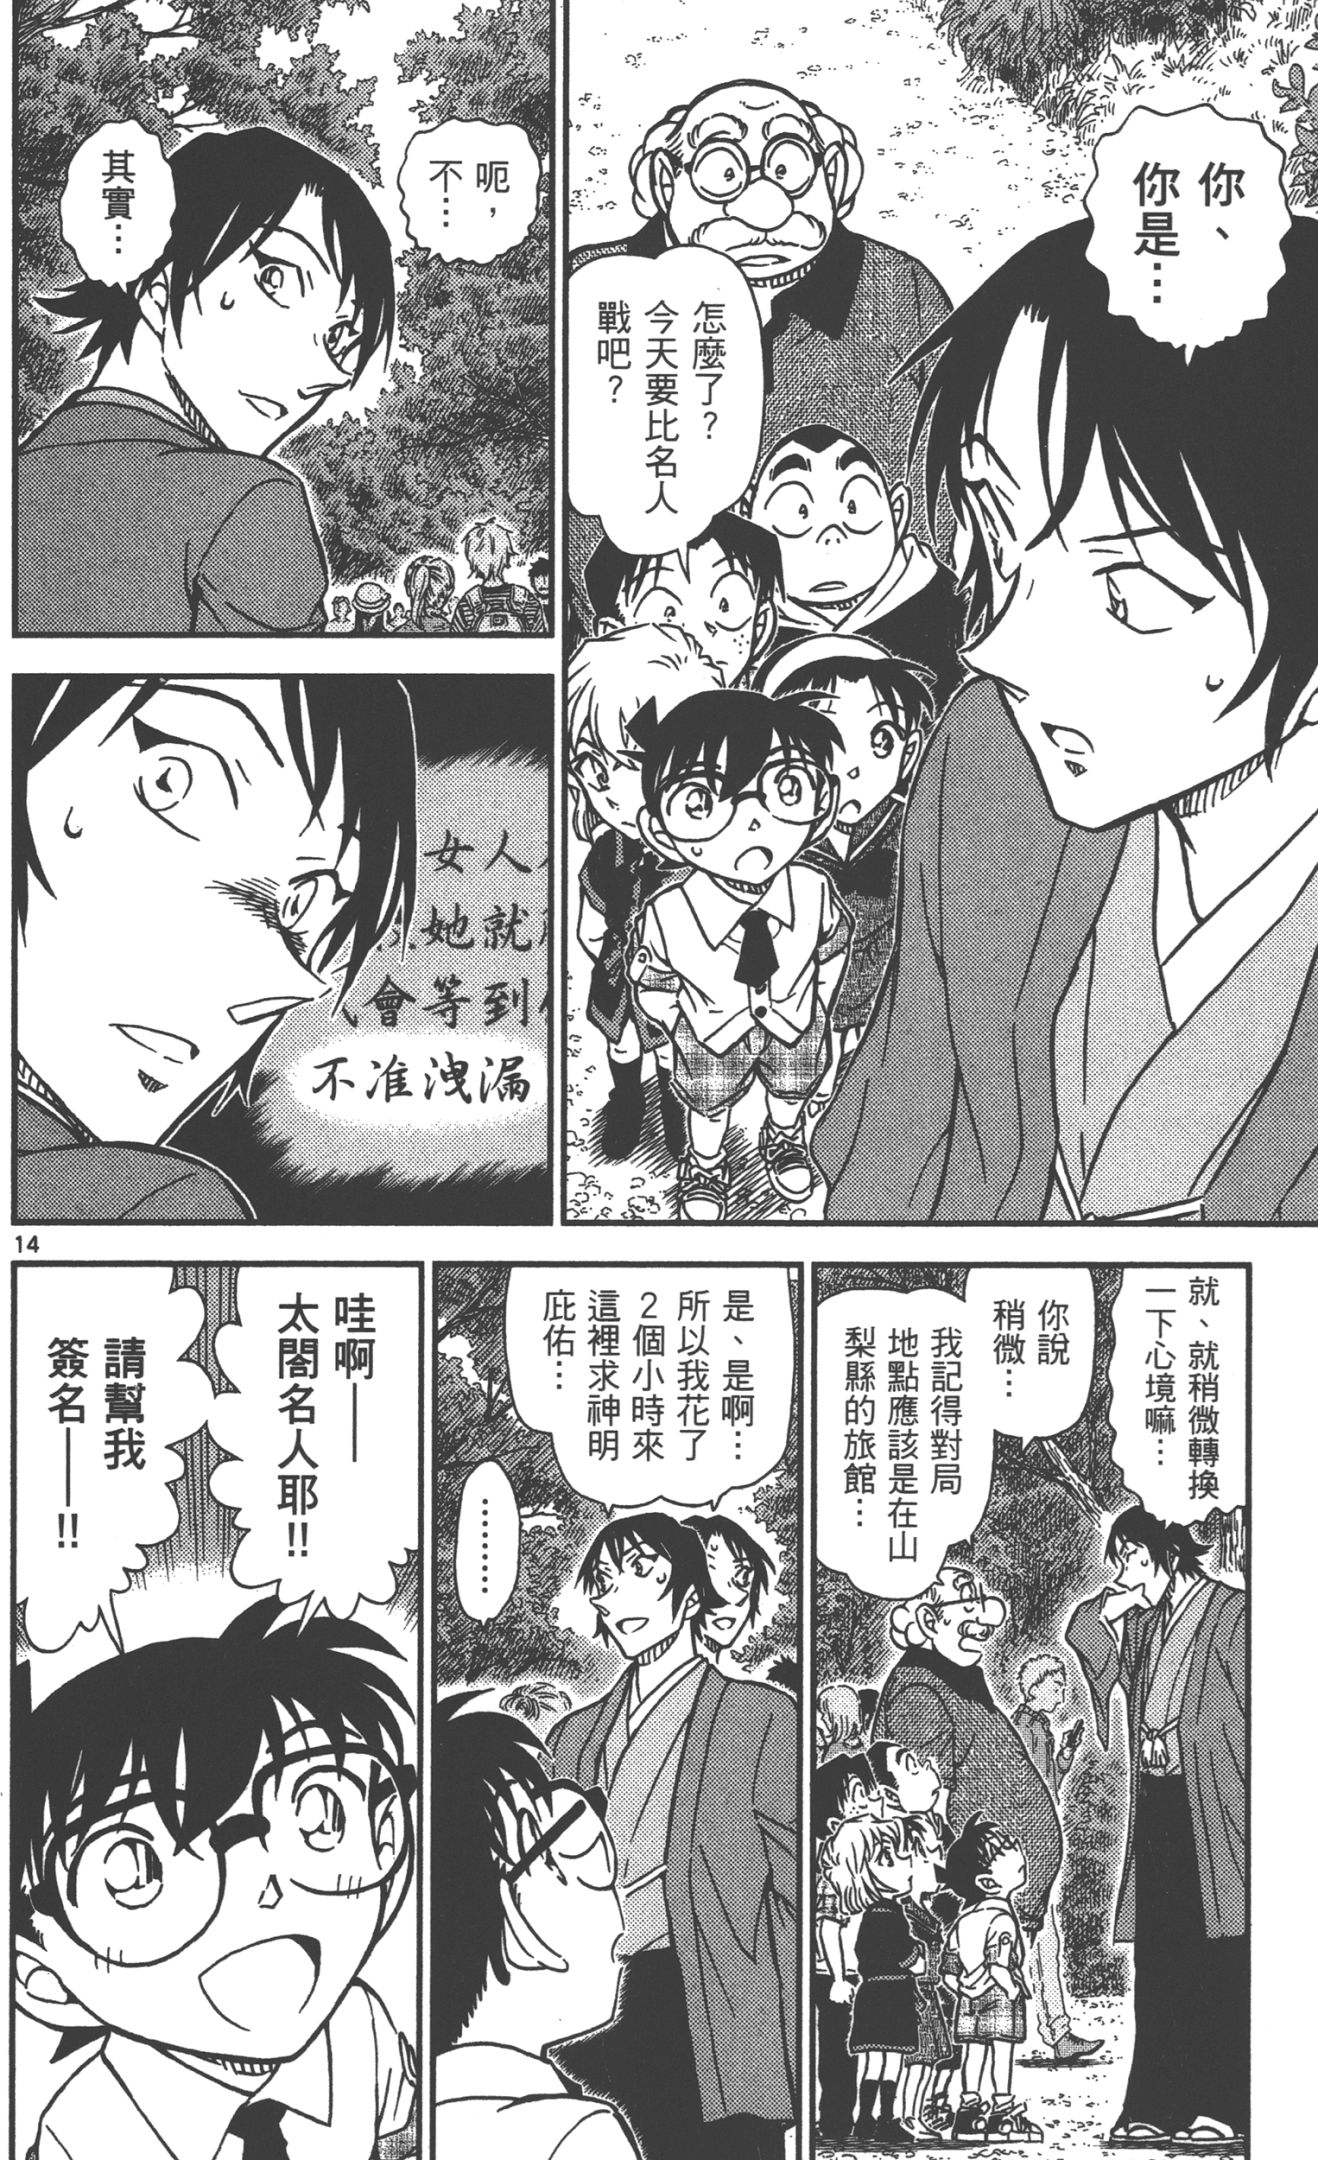 你、
你是…
怎麼了？
今天要比名人
戰吧？
呃，
不…
其實…
女人
她就
會等到
不准洩漏
14
就、就稍微轉換
一下心境嘛…
你說
稍微…
我記得對局
地點應該是在山
梨縣的旅館…
是、是啊…
所以我花了
2個小時來
這裡求神明
庇佑…
………
哇啊——
太閤名人耶!!
請幫我
簽名——!!